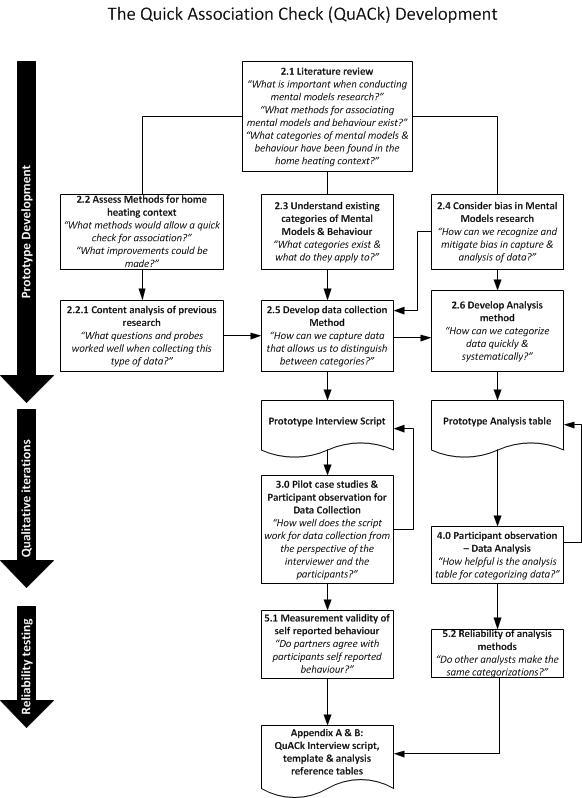 The Quick Association Check (QuACk) Development
Prototype Development
2.1 Literature review
“What is important when conducting
mental models research?”
“What methods for associating
mental models and behaviour exist?”
“What categories of mental models &
behaviour have been found in the
home heating context?”
2.2 Assess Methods for home
heating context
“What methods would allow a quick
check for association?”
“What improvements could be
made?”
2.3 Understand existing
categories of Mental
Models & Behaviour
“What categories exist &
what do they apply to?”
2.4 Consider bias in Mental
Models research
“How can we recognize and
mitigate bias in capture &
analysis of data?”
2.2.1 Content analysis of previous
research
“What questions and probes
worked well when collecting this
type of data?”
2.5 Develop data collection
Method
“How can we capture data
that allows us to distinguish
between categories?”
2.6 Develop Analysis
method
“How can we categorize
data quickly &
systematically?”
Qualitative iterations
Prototype Interview Script
Prototype Analysis table
3.0 Pilot case studies &
Participant observation for
Data Collection
“How well does the script
work for data collection from
the perspective of the
interviewer and the
participants?”
4.0 Participant observation
– Data Analysis
“How helpful is the analysis
table for categorizing data?”
Reliability testing
5.1 Measurement validity of
self reported behaviour
“Do partners agree with
participants self reported
behaviour?”
5.2 Reliability of analysis
methods
“Do other analysts make the
same categorizations?”
Appendix A & B:
QuACk Interview script,
template & analysis
reference tables